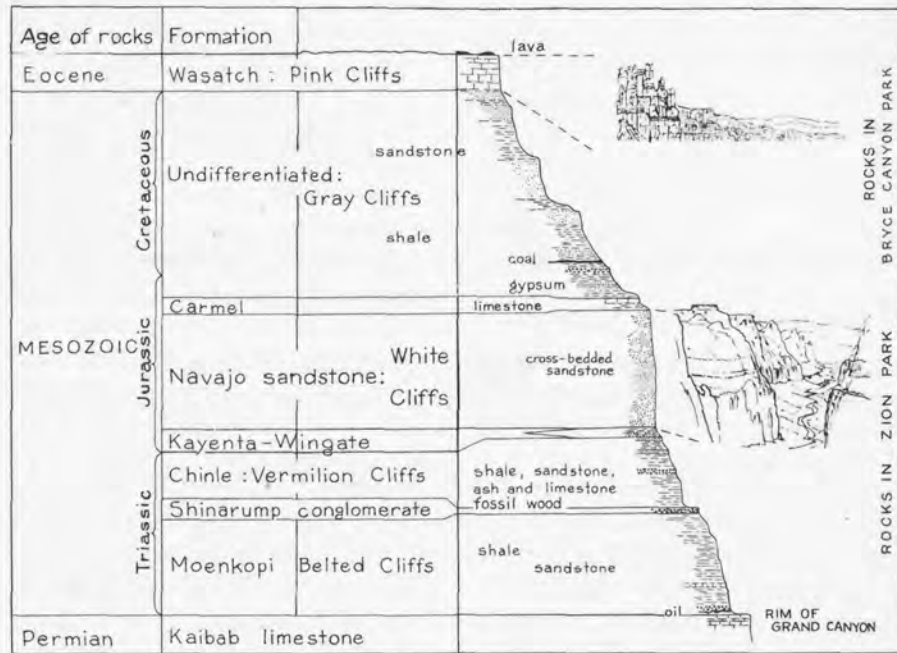 Age of rocks Formation
lava
Eocene Wasatch : Pink Cliffs
sandstone
Undifferentiated:
Gray Cliffs
shale
Cretaceous
coal
gypsum
Carmel limestone
MESOZOIC
White
Navajo sandstone:
Cliffs
cross-bedded
sandstone
Jurassic
Kayenta-Wingate
Chinle : Vermilion Cliffs
shale, sandstone,
ash and limestone
fossil wood
Shinarump conglomerate
Triassic
Moenkopi Belted Cliffs
shale
sandstone
oil
Permian Kaibab limestone
RIM OF
GRAND CANYON
ROCKS IN
BRYCE CANYON PARK
ROCKS IN ZION PARK